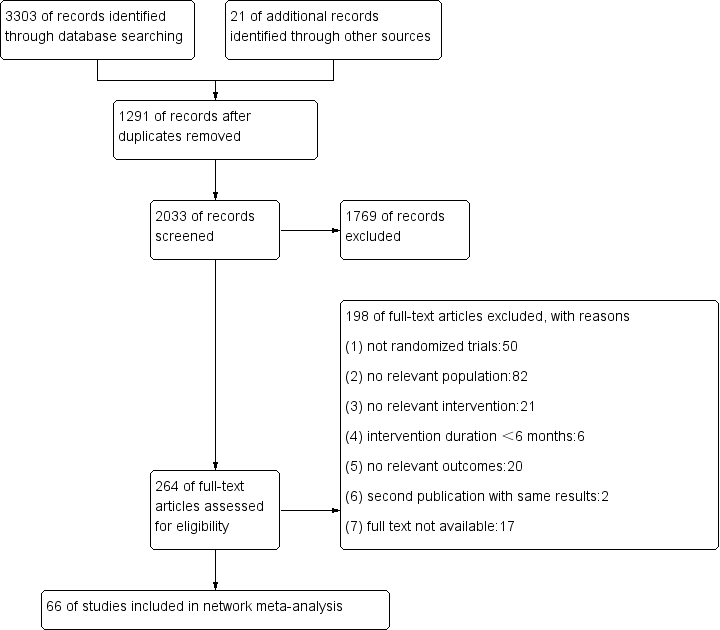 3303 of records identified
through database searching
21 of additional records
identified through other sources
1291 of records after
duplicates removed
2033 of records
screened
1769 of records
excluded
198 of full-text articles excluded, with reasons
(1) not randomized trials:50
(2) no relevant population:82
(3) no relevant intervention:21
(4) intervention duration <6 months:6
(5) no relevant outcomes:20
(6) second publication with same results:2
(7) full text not available:17
264 of full-text
articles assessed
for eligibility
66 of studies included in network meta-analysis